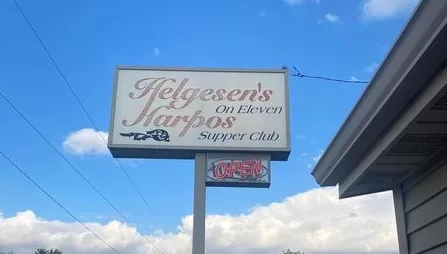 Helgesen's
On Eleven
Harpos
Supper Club
OPEN